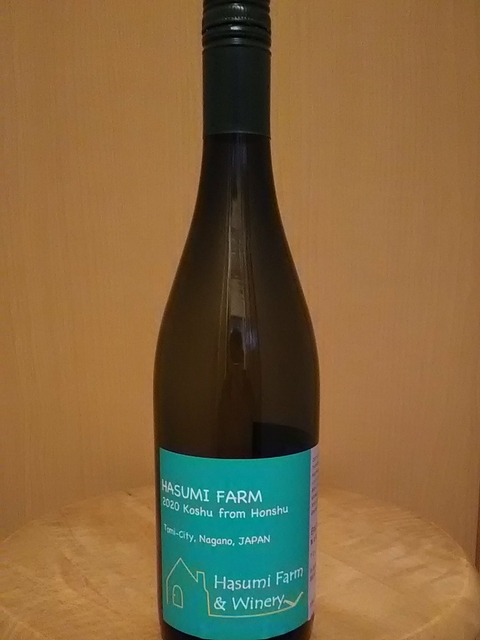 HASUMI FARM
2020 Koshu from Honshu
Tomi-City, Nagano, JAPAN
Hasumi Farm
& Winery